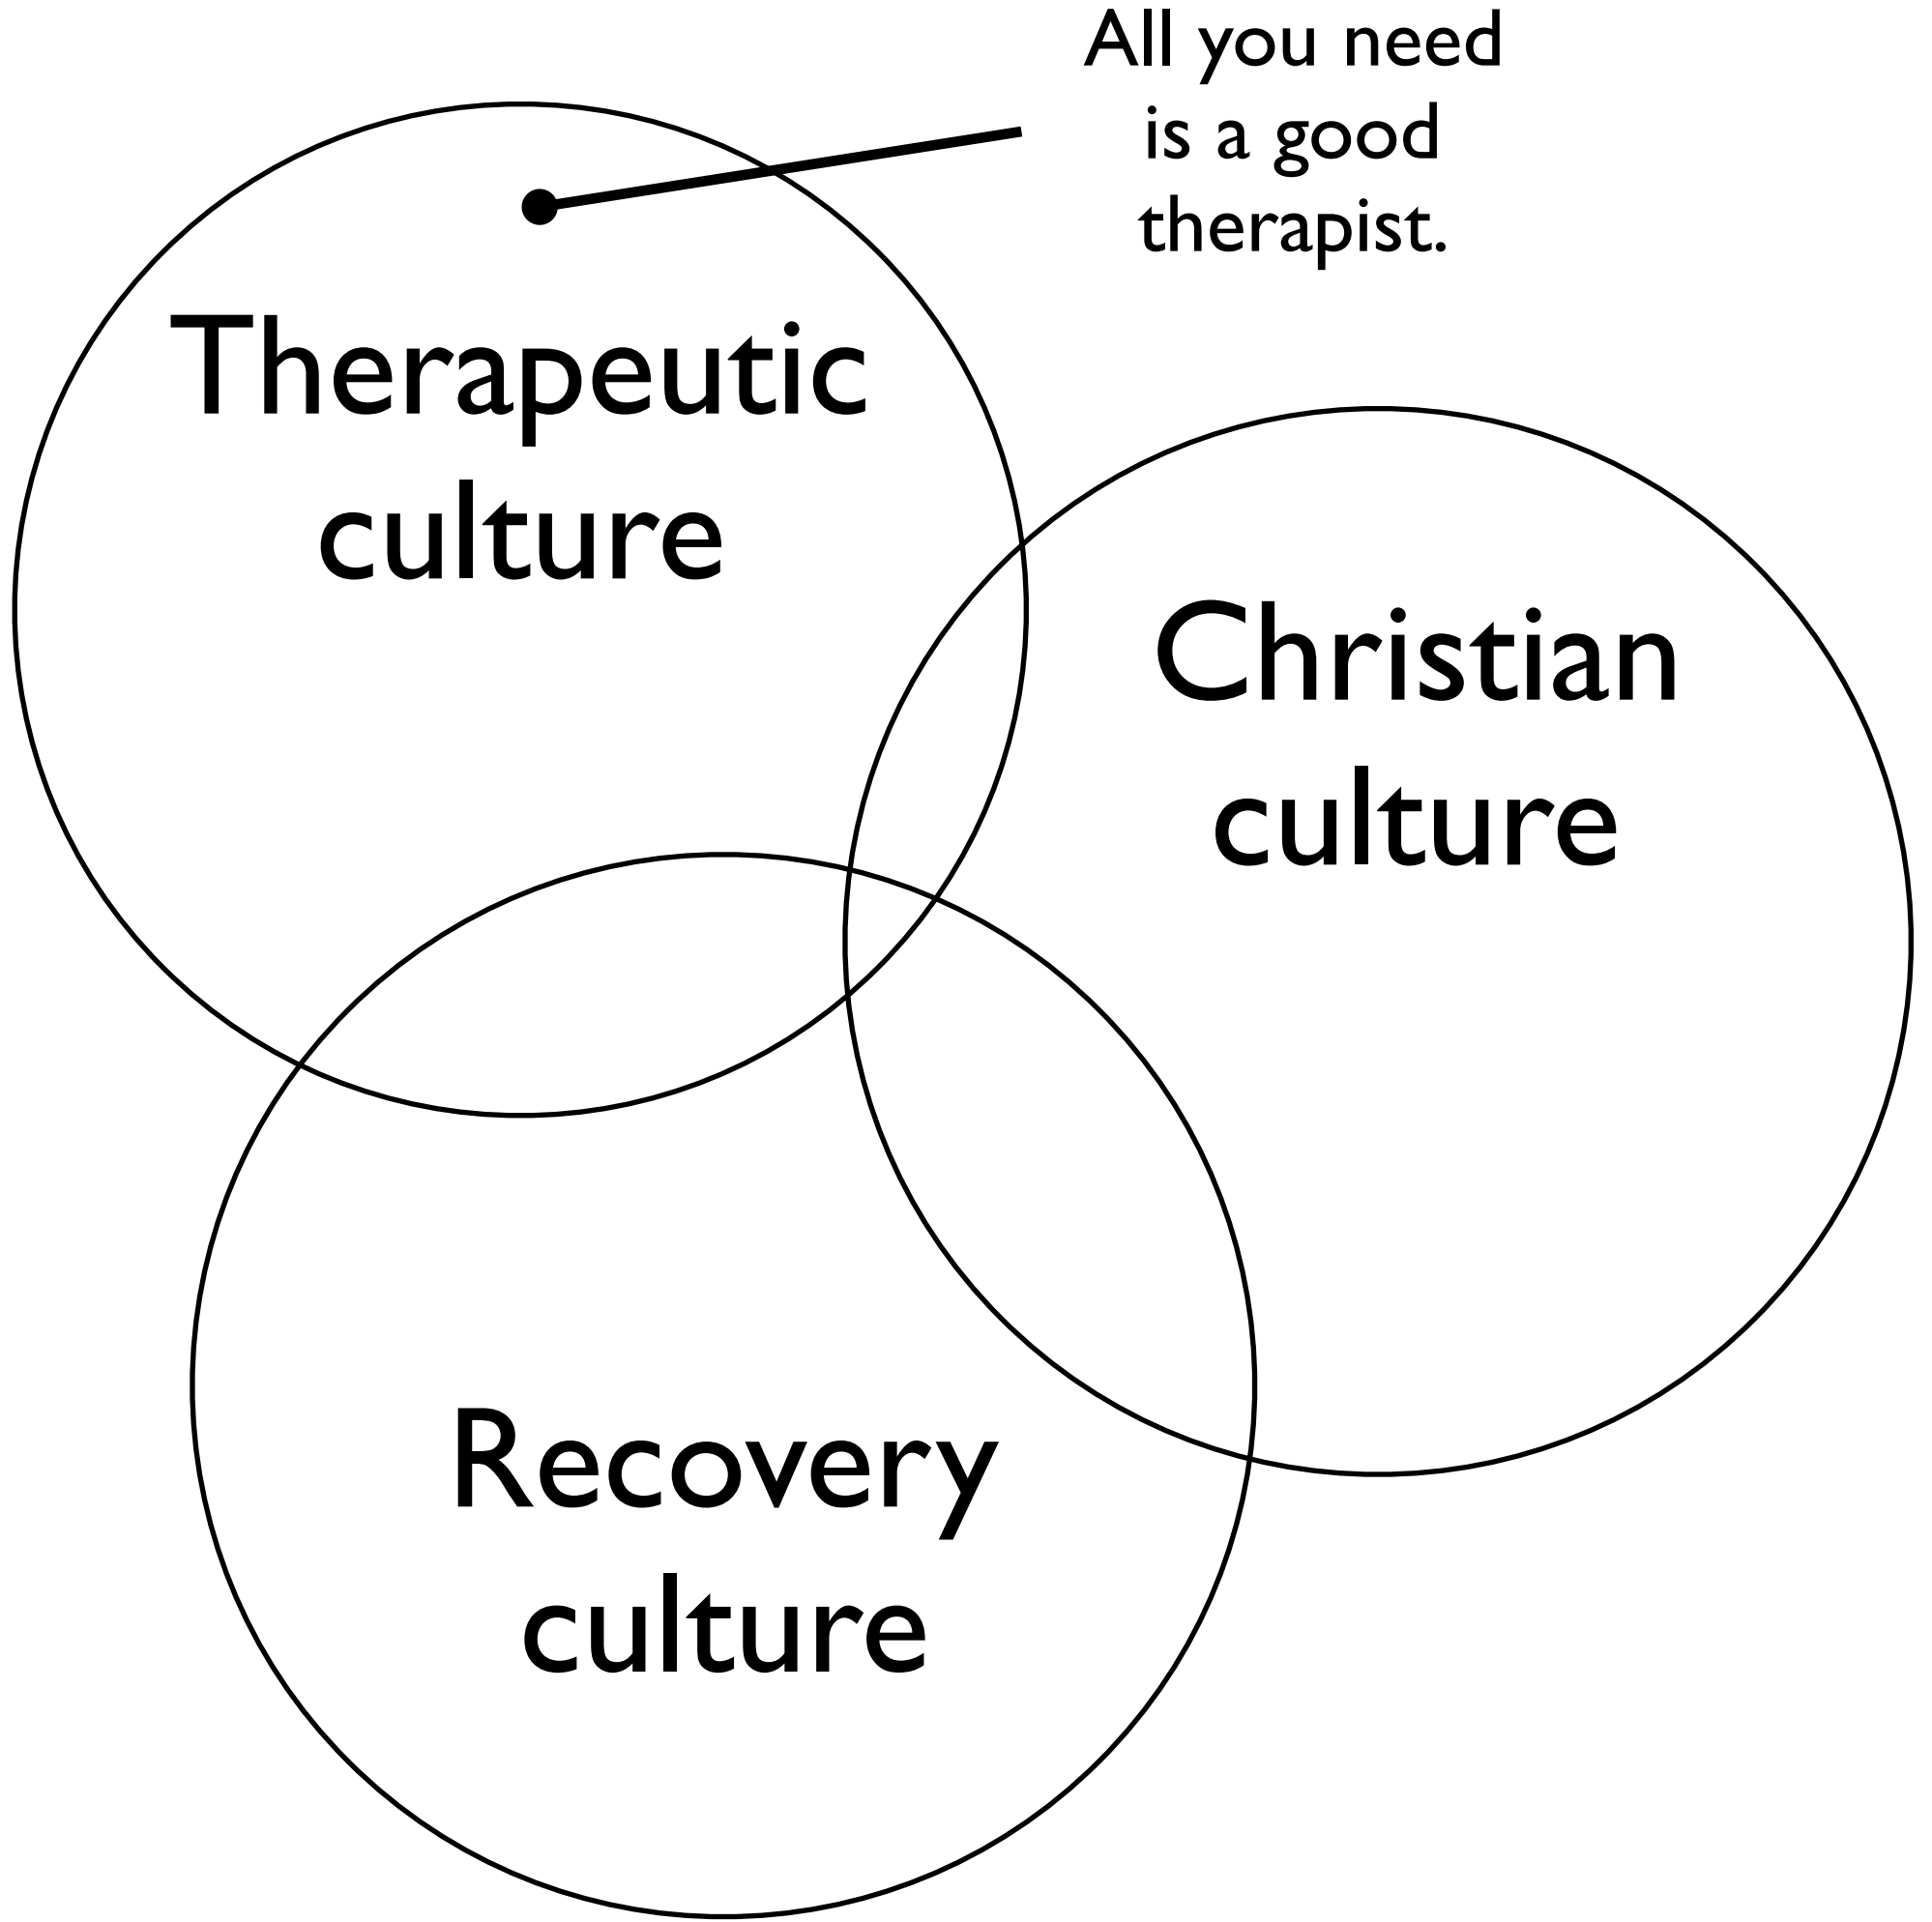 All you need
is a good
therapist.
Therapeutic
culture
Christian
culture
Recovery
culture